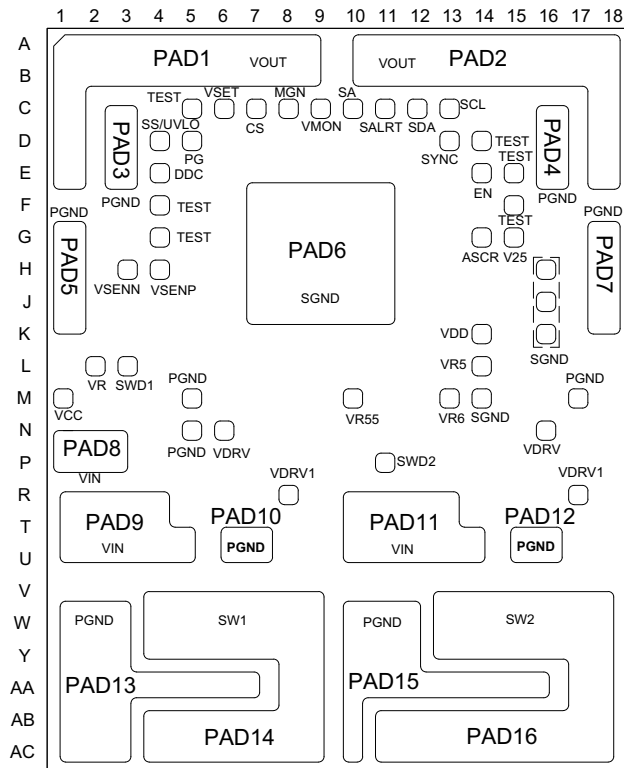 1 2 3 4 5 6 7 8 9 10 11 12 13 14 15 16 17 18
A
PAD1 VOUT VOUT PAD2
B
TEST VSET MGN SA
C
SCL
SS/UVLO CS VMON SALRT SDA
PAD3 PAD4
D
PG SYNC TEST
TEST
DDC
E
EN
PGND PGND
PGND PGND
F
TEST
TEST
G
TEST
PAD5 PAD6 PAD7
ASCR V25
H
VSENN VSENP
J
SGND
K
VDD
SGND
L
VR SWD1 VR5
PGND PGND
M
VCC VR55 VR6 SGND
N
PAD8 PGND VDRV VDRV
P
SWD2
VIN VDRV1 VDRV1
R
PAD9 PAD10 PAD11 PAD12
T
VIN PGND VIN PGND
U
V
W
PGND SW1 PGND SW2
Y
AA
PAD13 PAD15
AB
PAD14 PAD16
AC